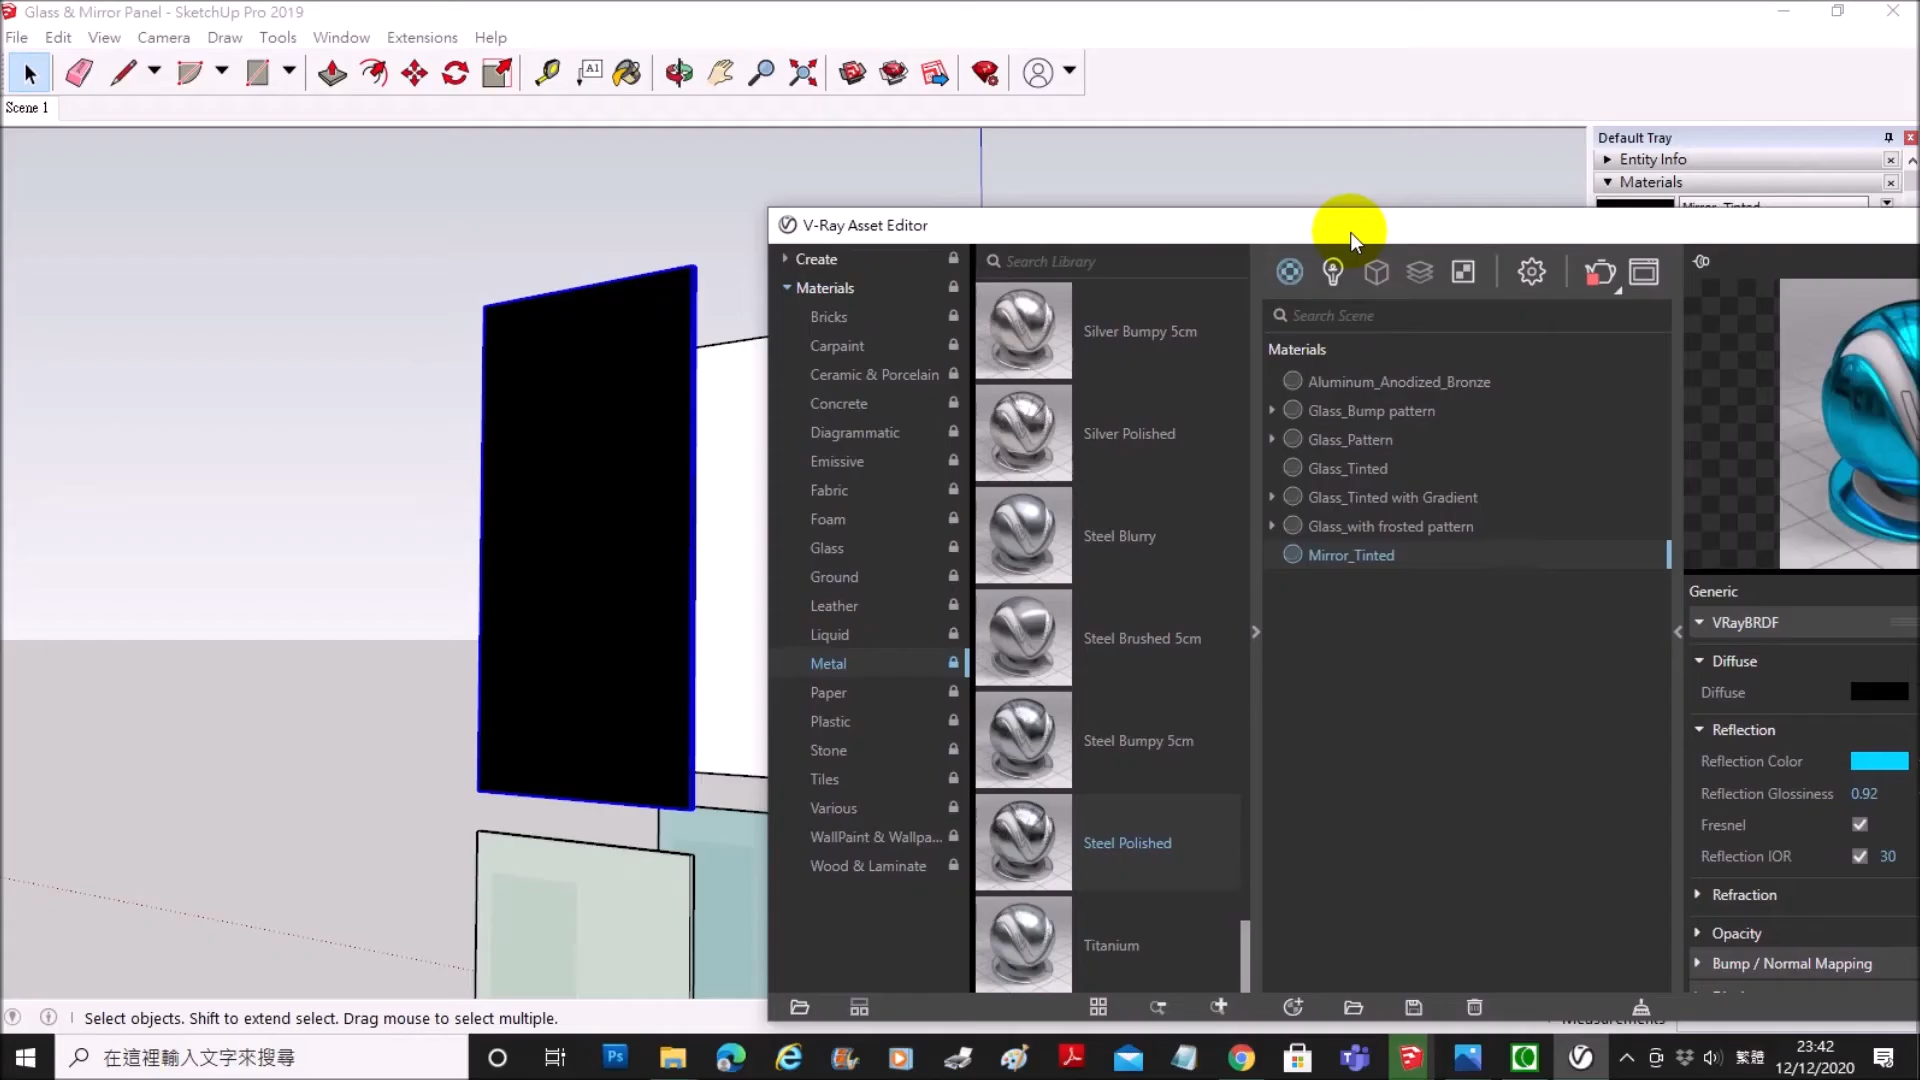 Glass & Mirror Panel - SketchUp Pro 2019
File Edit View Camera Draw Tools Window Extensions Help
A1
Scene 1
Default Tray
Entity Info
Materials
Mirror_Tinted
V-Ray Asset Editor
Create
Materials
Bricks
Carpaint
Ceramic & Porcelain
Concrete
Diagrammatic
Emissive
Fabric
Foam
Glass
Ground
Leather
Liquid
Metal
Paper
Plastic
Stone
Tiles
Various
WallPaint & Wallpa...
Wood & Laminate
Search Library
Silver Bumpy 5cm
Silver Polished
Steel Blurry
Steel Brushed 5cm
Steel Bumpy 5cm
Steel Polished
Titanium
Search Scene
Materials
Aluminum_Anodized_Bronze
Glass_Bump pattern
Glass_Pattern
Glass_Tinted
Glass_Tinted with Gradient
Glass_with frosted pattern
Mirror_Tinted
Generic
VRayBRDF
Diffuse
Diffuse
Reflection
Reflection Color
Reflection Glossiness 0.92
Fresnel
Reflection IOR 30
Refraction
Opacity
Bump / Normal Mapping
Select objects. Shift to extend select. Drag mouse to select multiple.
Measurements
在這裡輸入文字來搜尋
Ps
繁體
23:42
12/12/2020